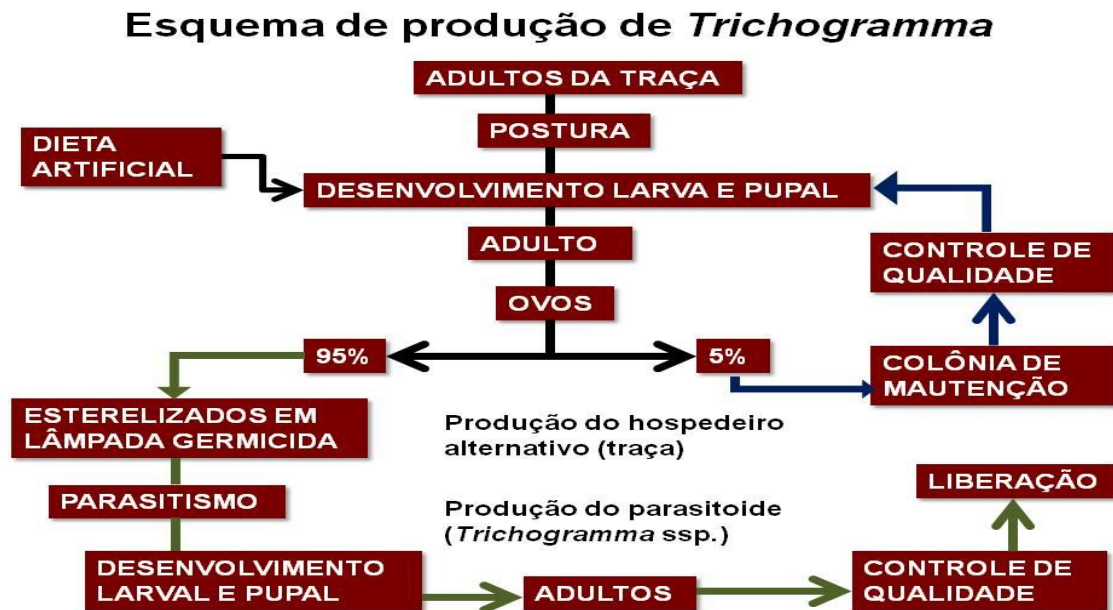 Esquema de produção de Trichogramma
ADULTOS DA TRAÇA
POSTURA
DIETA
ARTIFICIAL
DESENVOLVIMENTO LARVA E PUPAL
ADULTO
OVOS
CONTROLE DE
QUALIDADE
95%
5%
COLÔNIA DE
MAUTENÇÃO
ESTERELIZADOS EM
LÂMPADA GERMICIDA
Produção do hospedeiro
alternativo (traça)
PARASITISMO
Produção do parasitoide
(Trichogramma ssp.)
LIBERAÇÃO
DESENVOLVIMENTO
LARVAL E PUPAL
ADULTOS
CONTROLE DE
QUALIDADE